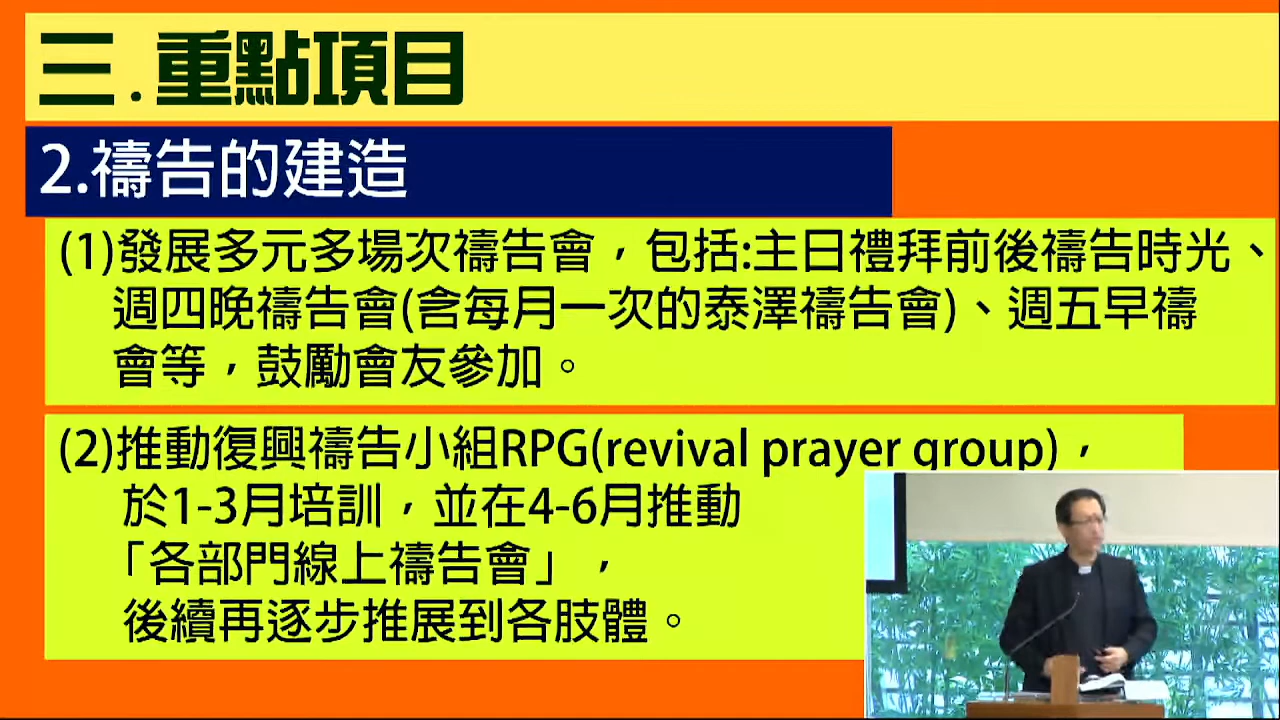 三.重點項目
2.禱告的建造
(1)發展多元多場次禱告會，包括:主日禮拜前後禱告時光、
週四晚禱告會(含每月一次的泰澤禱告會)、週五早禱
會等，鼓勵會友參加。
(2)推動復興禱告小組RPG(revival prayer group)，
於1-3月培訓，並在4-6月推動
「各部門線上禱告會」，
後續再逐步推展到各肢體。